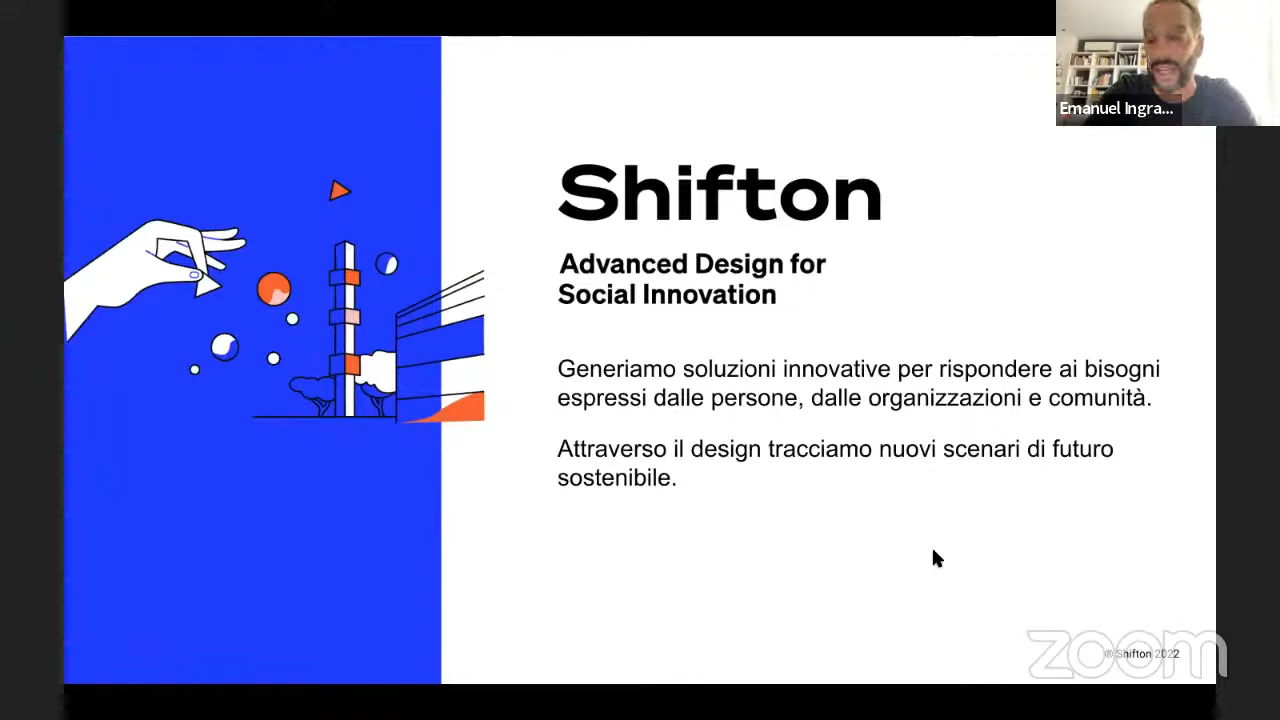 Emanuel Ingra...
Shifton
Advanced Design for
Social Innovation
Generiamo soluzioni innovative per rispondere ai bisogni
espressi dalle persone, dalle organizzazioni e comunità.
Attraverso il design tracciamo nuovi scenari di futuro
sostenibile.
zoom
© Shifton 2022